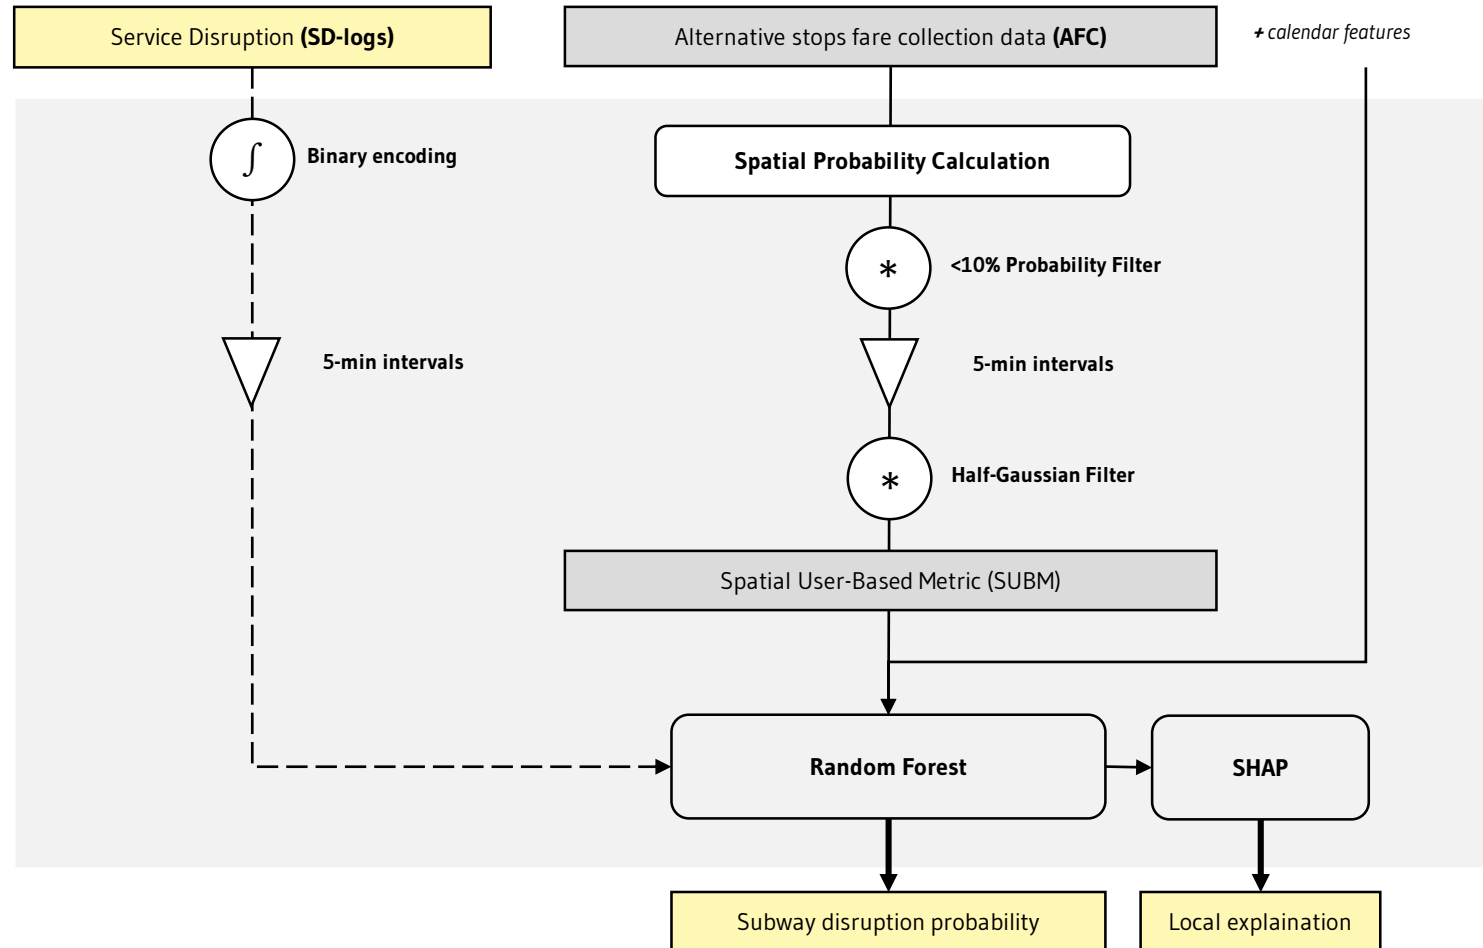 Service Disruption (SD-logs)
Alternative stops fare collection data (AFC)
+ calendar features
∫
Binary encoding
Spatial Probability Calculation
*
<10% Probability Filter
5-min intervals
5-min intervals
*
Half-Gaussian Filter
Spatial User-Based Metric (SUBM)
Random Forest
SHAP
Subway disruption probability
Local explaination